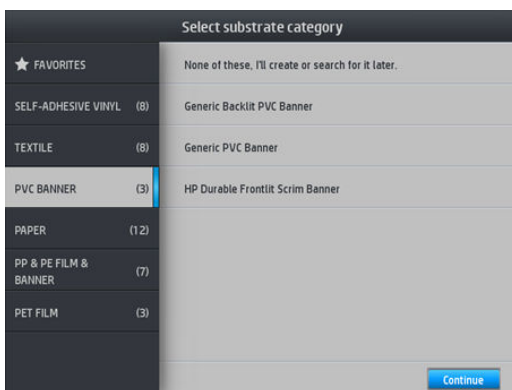 Select substrate category
FAVORITES
SELF-ADHESIVE VINYL (8)
TEXTILE (8)
PVC BANNER (3)
PAPER (12)
PP & PE FILM &
BANNER (7)
PET FILM (3)
None of these, I'll create or search for it later.
Generic Backlit PVC Banner
Generic PVC Banner
HP Durable Frontlit Scrim Banner
Continue